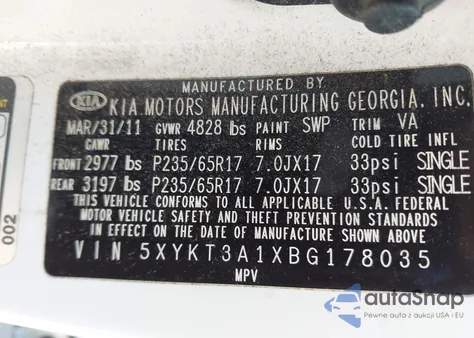 MANUFACTURED BY
KIA KIA MOTORS MANUFACTURING GEORGIA, INC.
MAR/31/11 GVWR 4828 lbs PAINT SWP TRIM VA
GAWR TIRES RIMS COLD TIRE INFL
FRONT 2977 lbs P235/65R17 7.0JX17 33psi SINGLE
REAR 3197 lbs P235/65R17 7.0JX17 33psi SINGLE
THIS VEHICLE CONFORMS TO ALL APPLICABLE U.S.A. FEDERAL
MOTOR VEHICLE SAFETY AND THEFT PREVENTION STANDARDS
IN EFFECT ON THE DATE OF MANUFACTURE SHOWN ABOVE.
VIN 5XYKT3A1XBG178035
MPV
002
autaSnap
Pewne auta z aukcji USA i EU